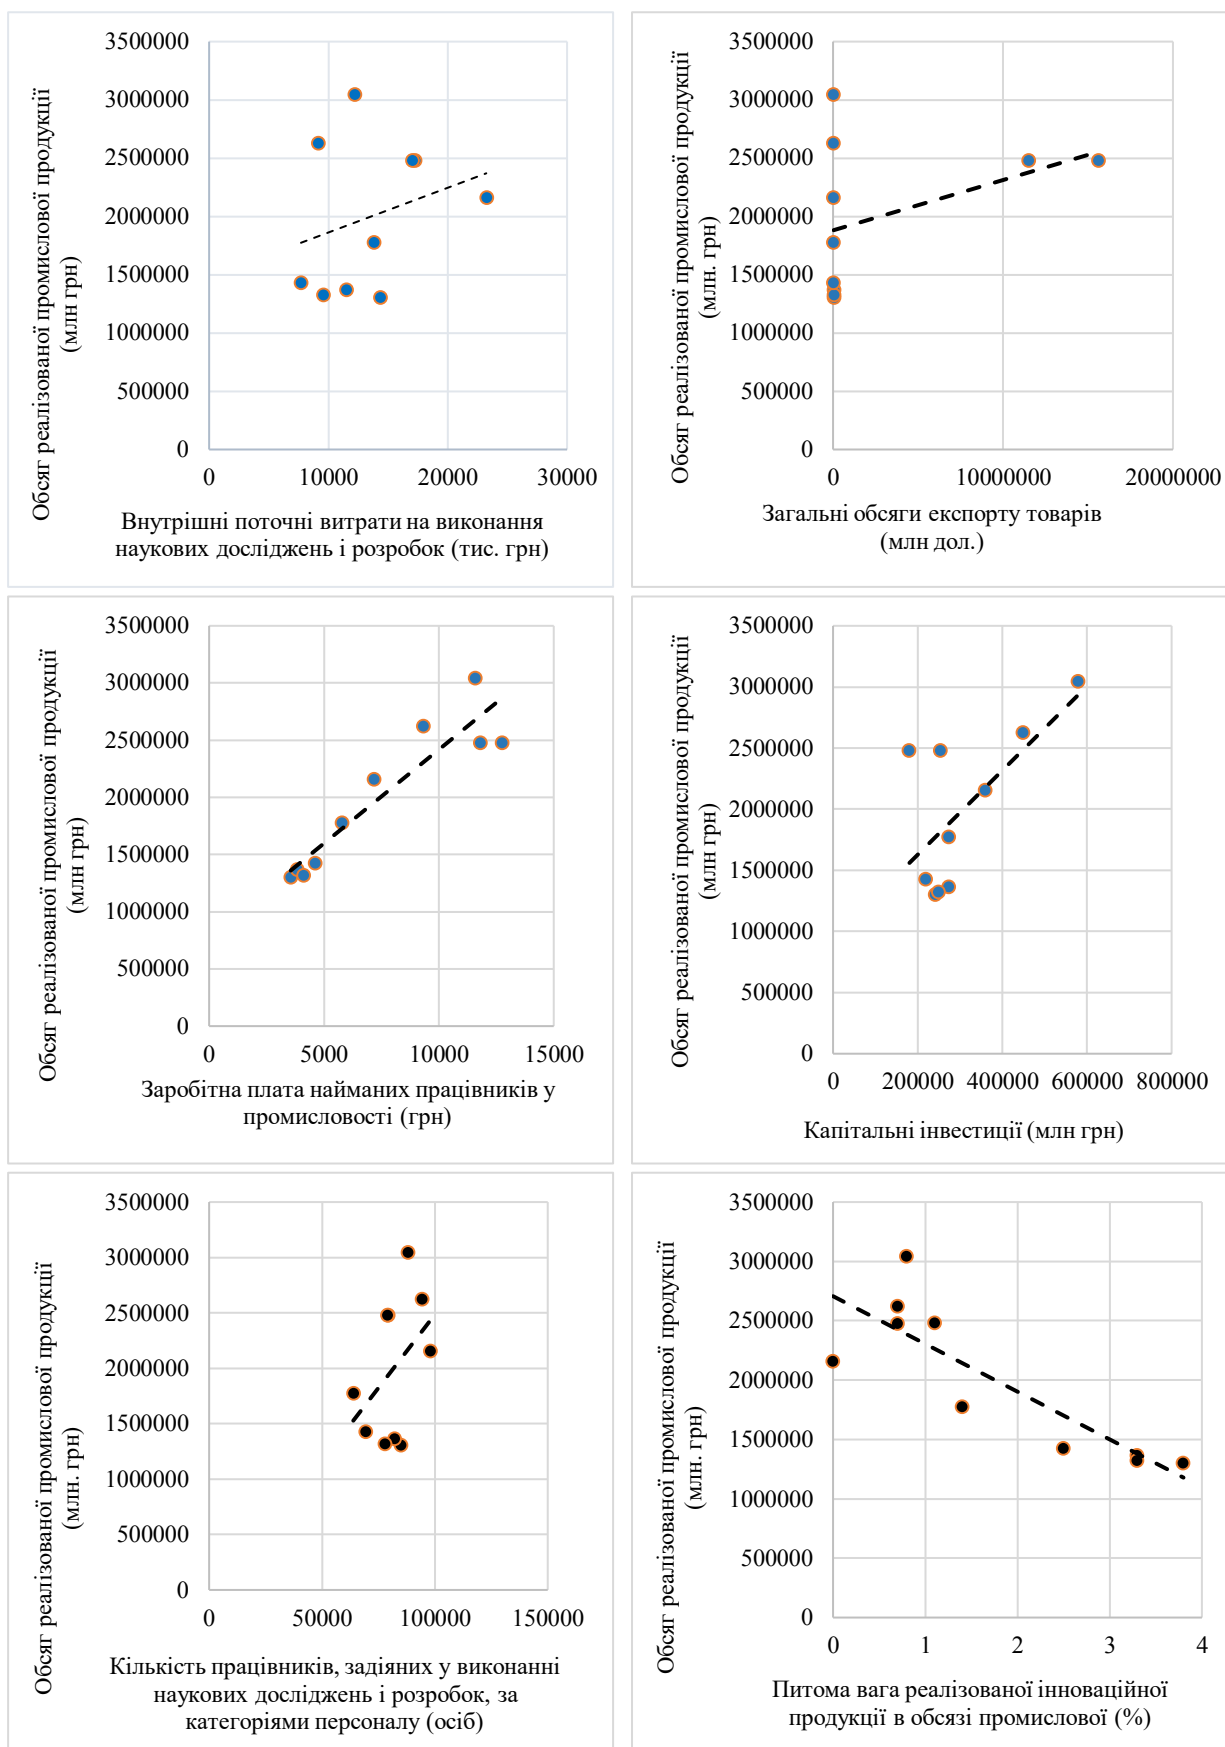 Обсяг реалізованої промислової продукції
(млн грн)
3500000
3000000
2500000
2000000
1500000
1000000
500000
0
0 10000 20000 30000
Внутрішні поточні витрати на виконання
наукових досліджень і розробок (тис. грн)
Обсяг реалізованої промислової продукції
(млн. грн)
3500000
3000000
2500000
2000000
1500000
1000000
500000
0
0 10000000 20000000
Загальні обсяги експорту товарів
(млн дол.)
Обсяг реалізованої промислової продукції
(млн грн)
3500000
3000000
2500000
2000000
1500000
1000000
500000
0
0 5000 10000 15000
Заробітна плата найманих працівників у
промисловості (грн)
Обсяг реалізованої промислової продукції
(млн грн)
3500000
3000000
2500000
2000000
1500000
1000000
500000
0
0 200000 400000 600000 800000
Капітальні інвестиції (млн грн)
Обсяг реалізованої промислової продукції
(млн. грн)
3500000
3000000
2500000
2000000
1500000
1000000
500000
0
0 50000 100000 150000
Кількість працівників, задіяних у виконанні
наукових досліджень і розробок, за
категоріями персоналу (осіб)
Обсяг реалізованої промислової продукції
(млн. грн)
3500000
3000000
2500000
2000000
1500000
1000000
500000
0
0 1 2 3 4
Питома вага реалізованої інноваційної
продукції в обсязі промислової (%)